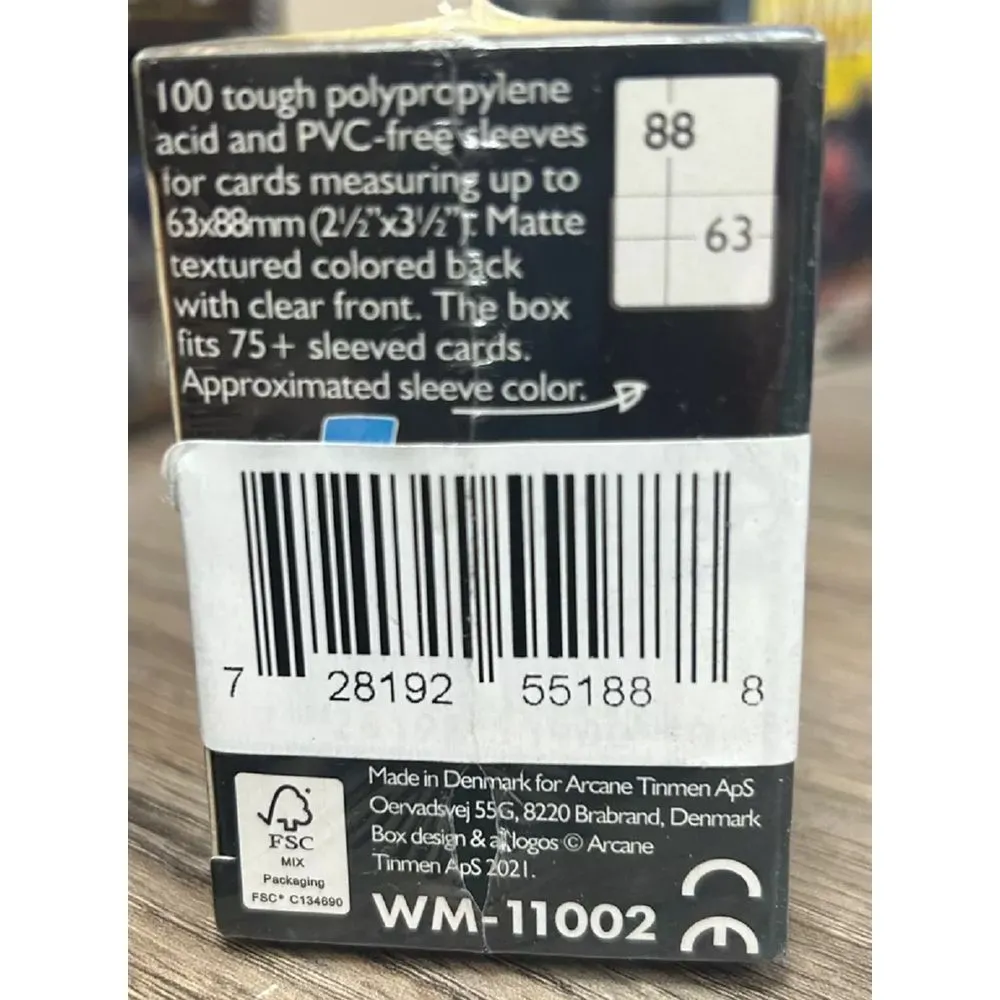 100 tough polypropylene
acid and PVC-free sleeves
for cards measuring up to
63x88mm (2½"x3½"). Matte
textured colored back
with clear front. The box
fits 75+ sleeved cards.
Approximated sleeve color.
88
63
7 28192 55188 8
FSC
MIX
Packaging
FSC® C134690
Made in Denmark for Arcane Tinmen ApS
Oervadsvej 55G, 8220 Brabrand, Denmark
Box design & all logos © Arcane
Tinmen ApS 2021.
WM-11002
CE